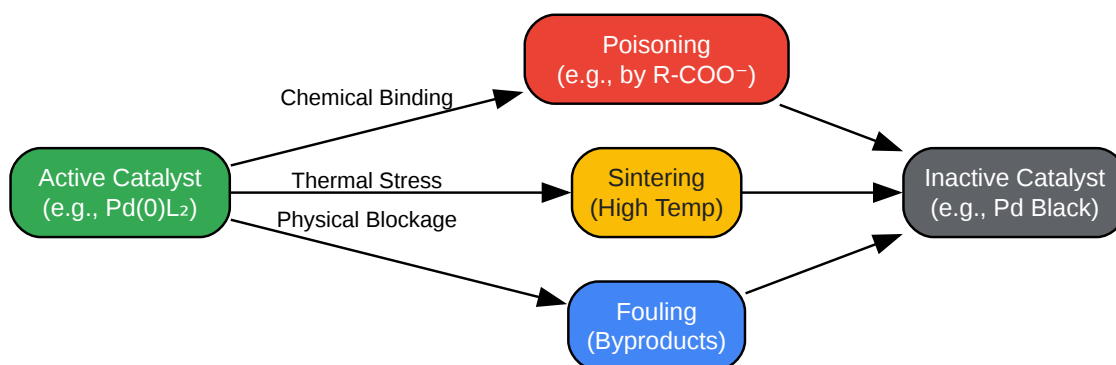 Poisoning
(e.g., by R-COO⁻)
Chemical Binding
Active Catalyst
(e.g., Pd(0)L₂)
Thermal Stress
Sintering
(High Temp)
Inactive Catalyst
(e.g., Pd Black)
Physical Blockage
Fouling
(Byproducts)